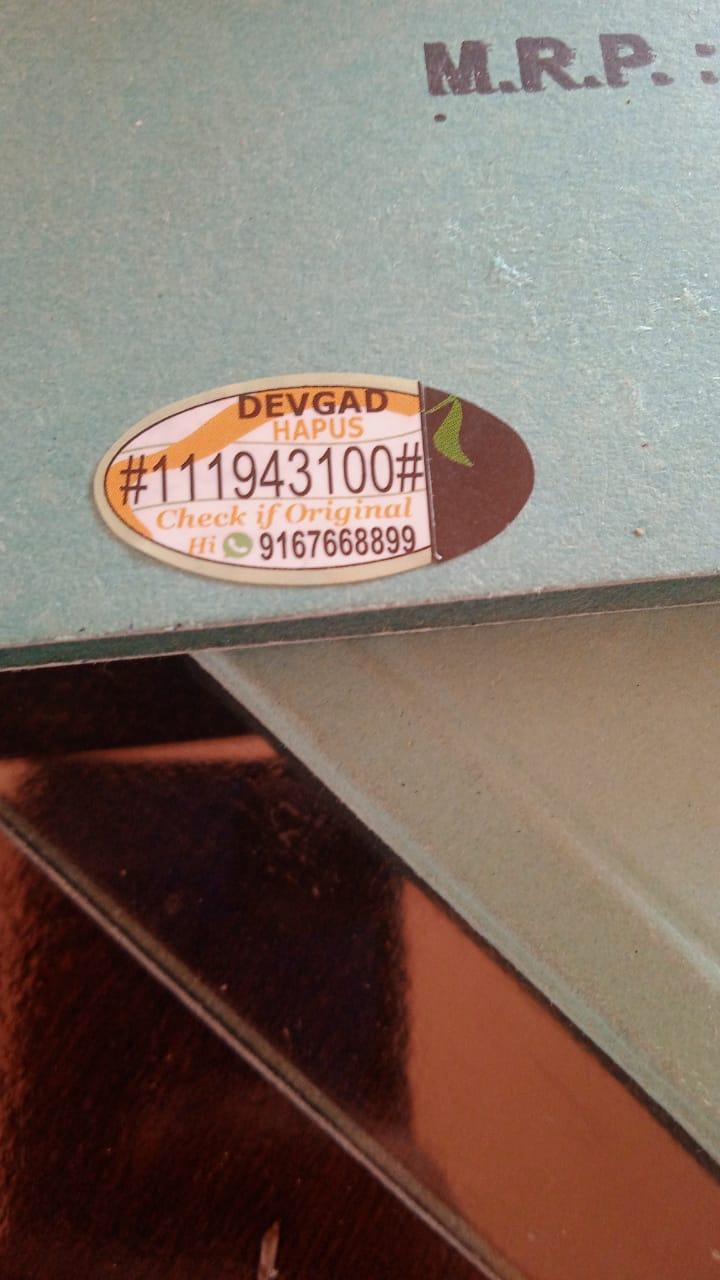 M.R.P. :
DEVGAD
HAPUS
#111943100#
Check if Original
Hi 9167668899